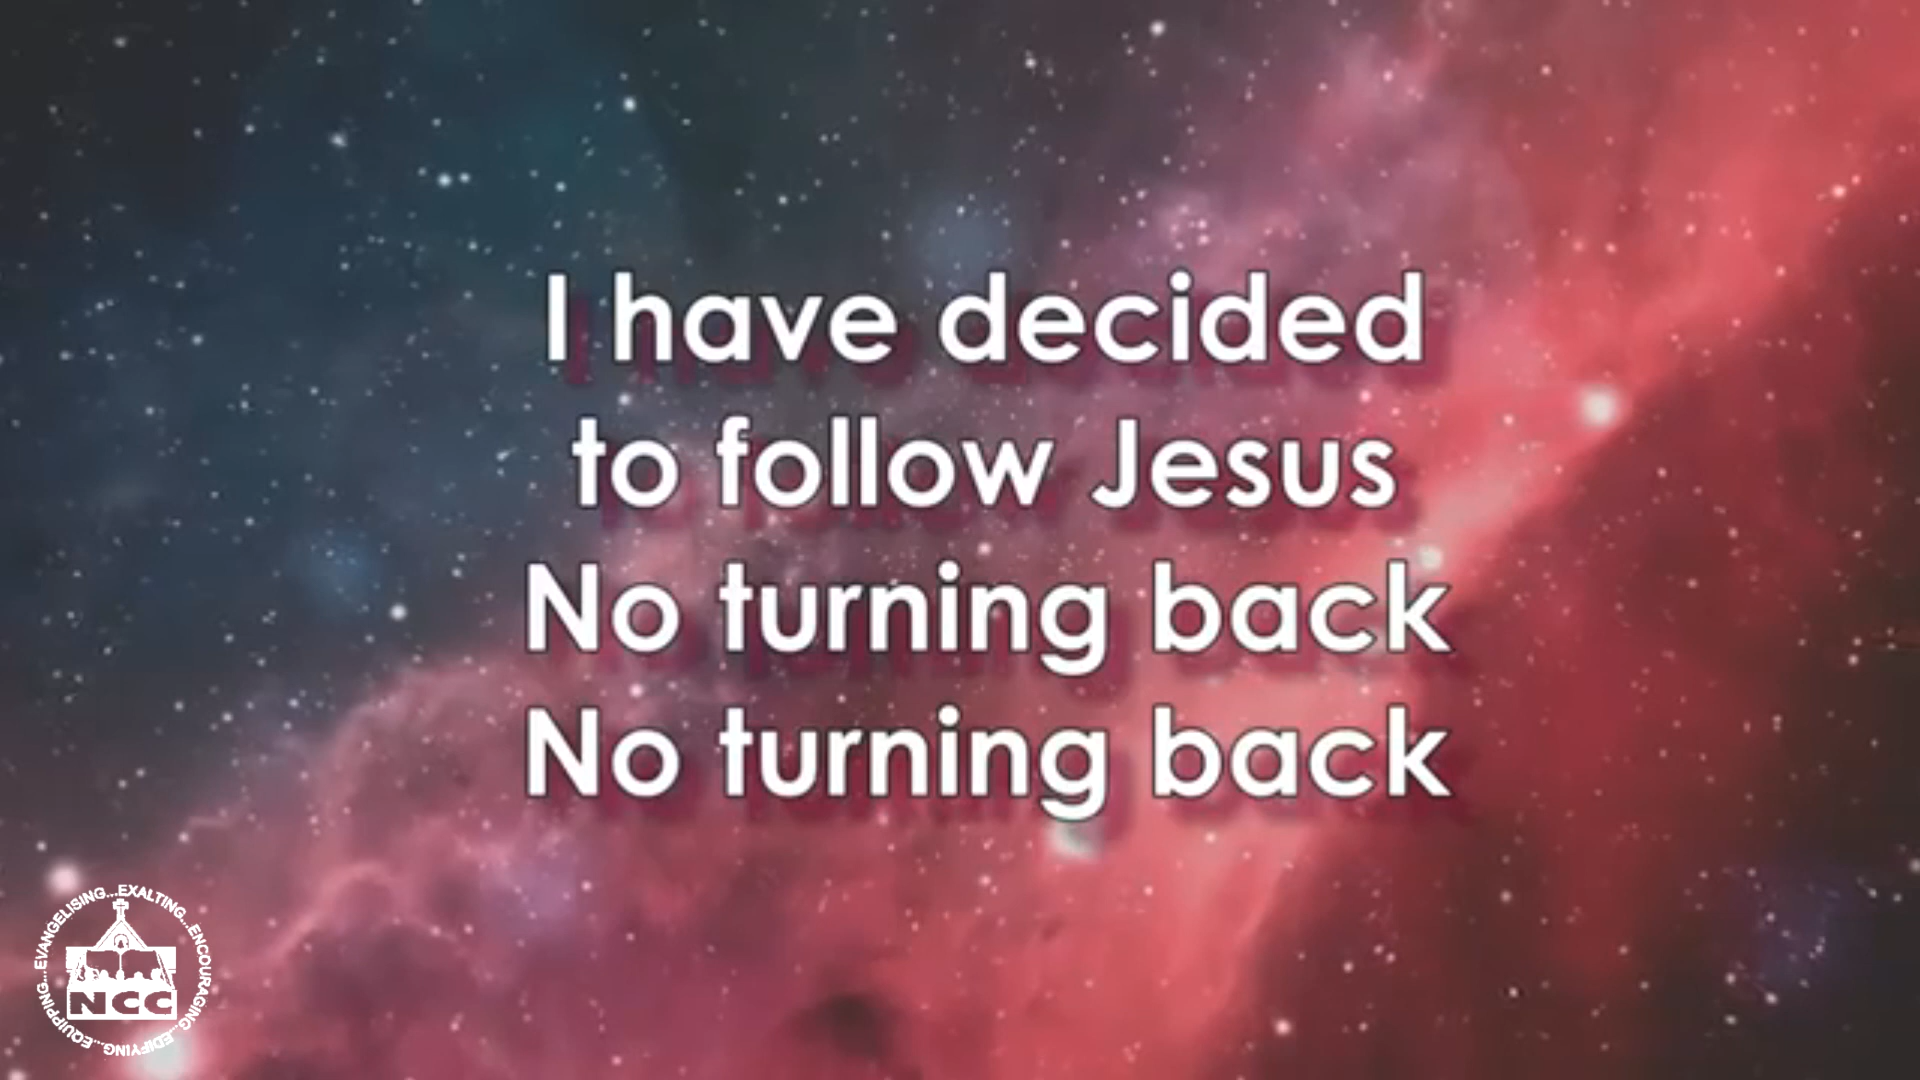 I have decided
to follow Jesus
No turning back
No turning back
EVANGELISING...EXALTING...ENCOURAGING...EDIFYING...EQUIPPING...
NCC